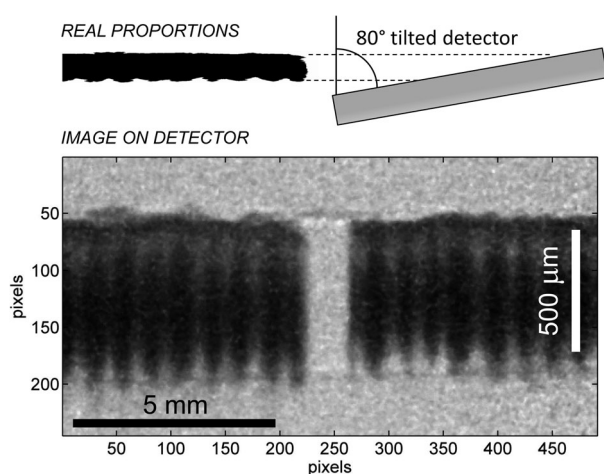 REAL PROPORTIONS
80° tilted detector
IMAGE ON DETECTOR
50
100
150
200
pixels
500 µm
5 mm
50 100 150 200 250 300 350 400 450
pixels